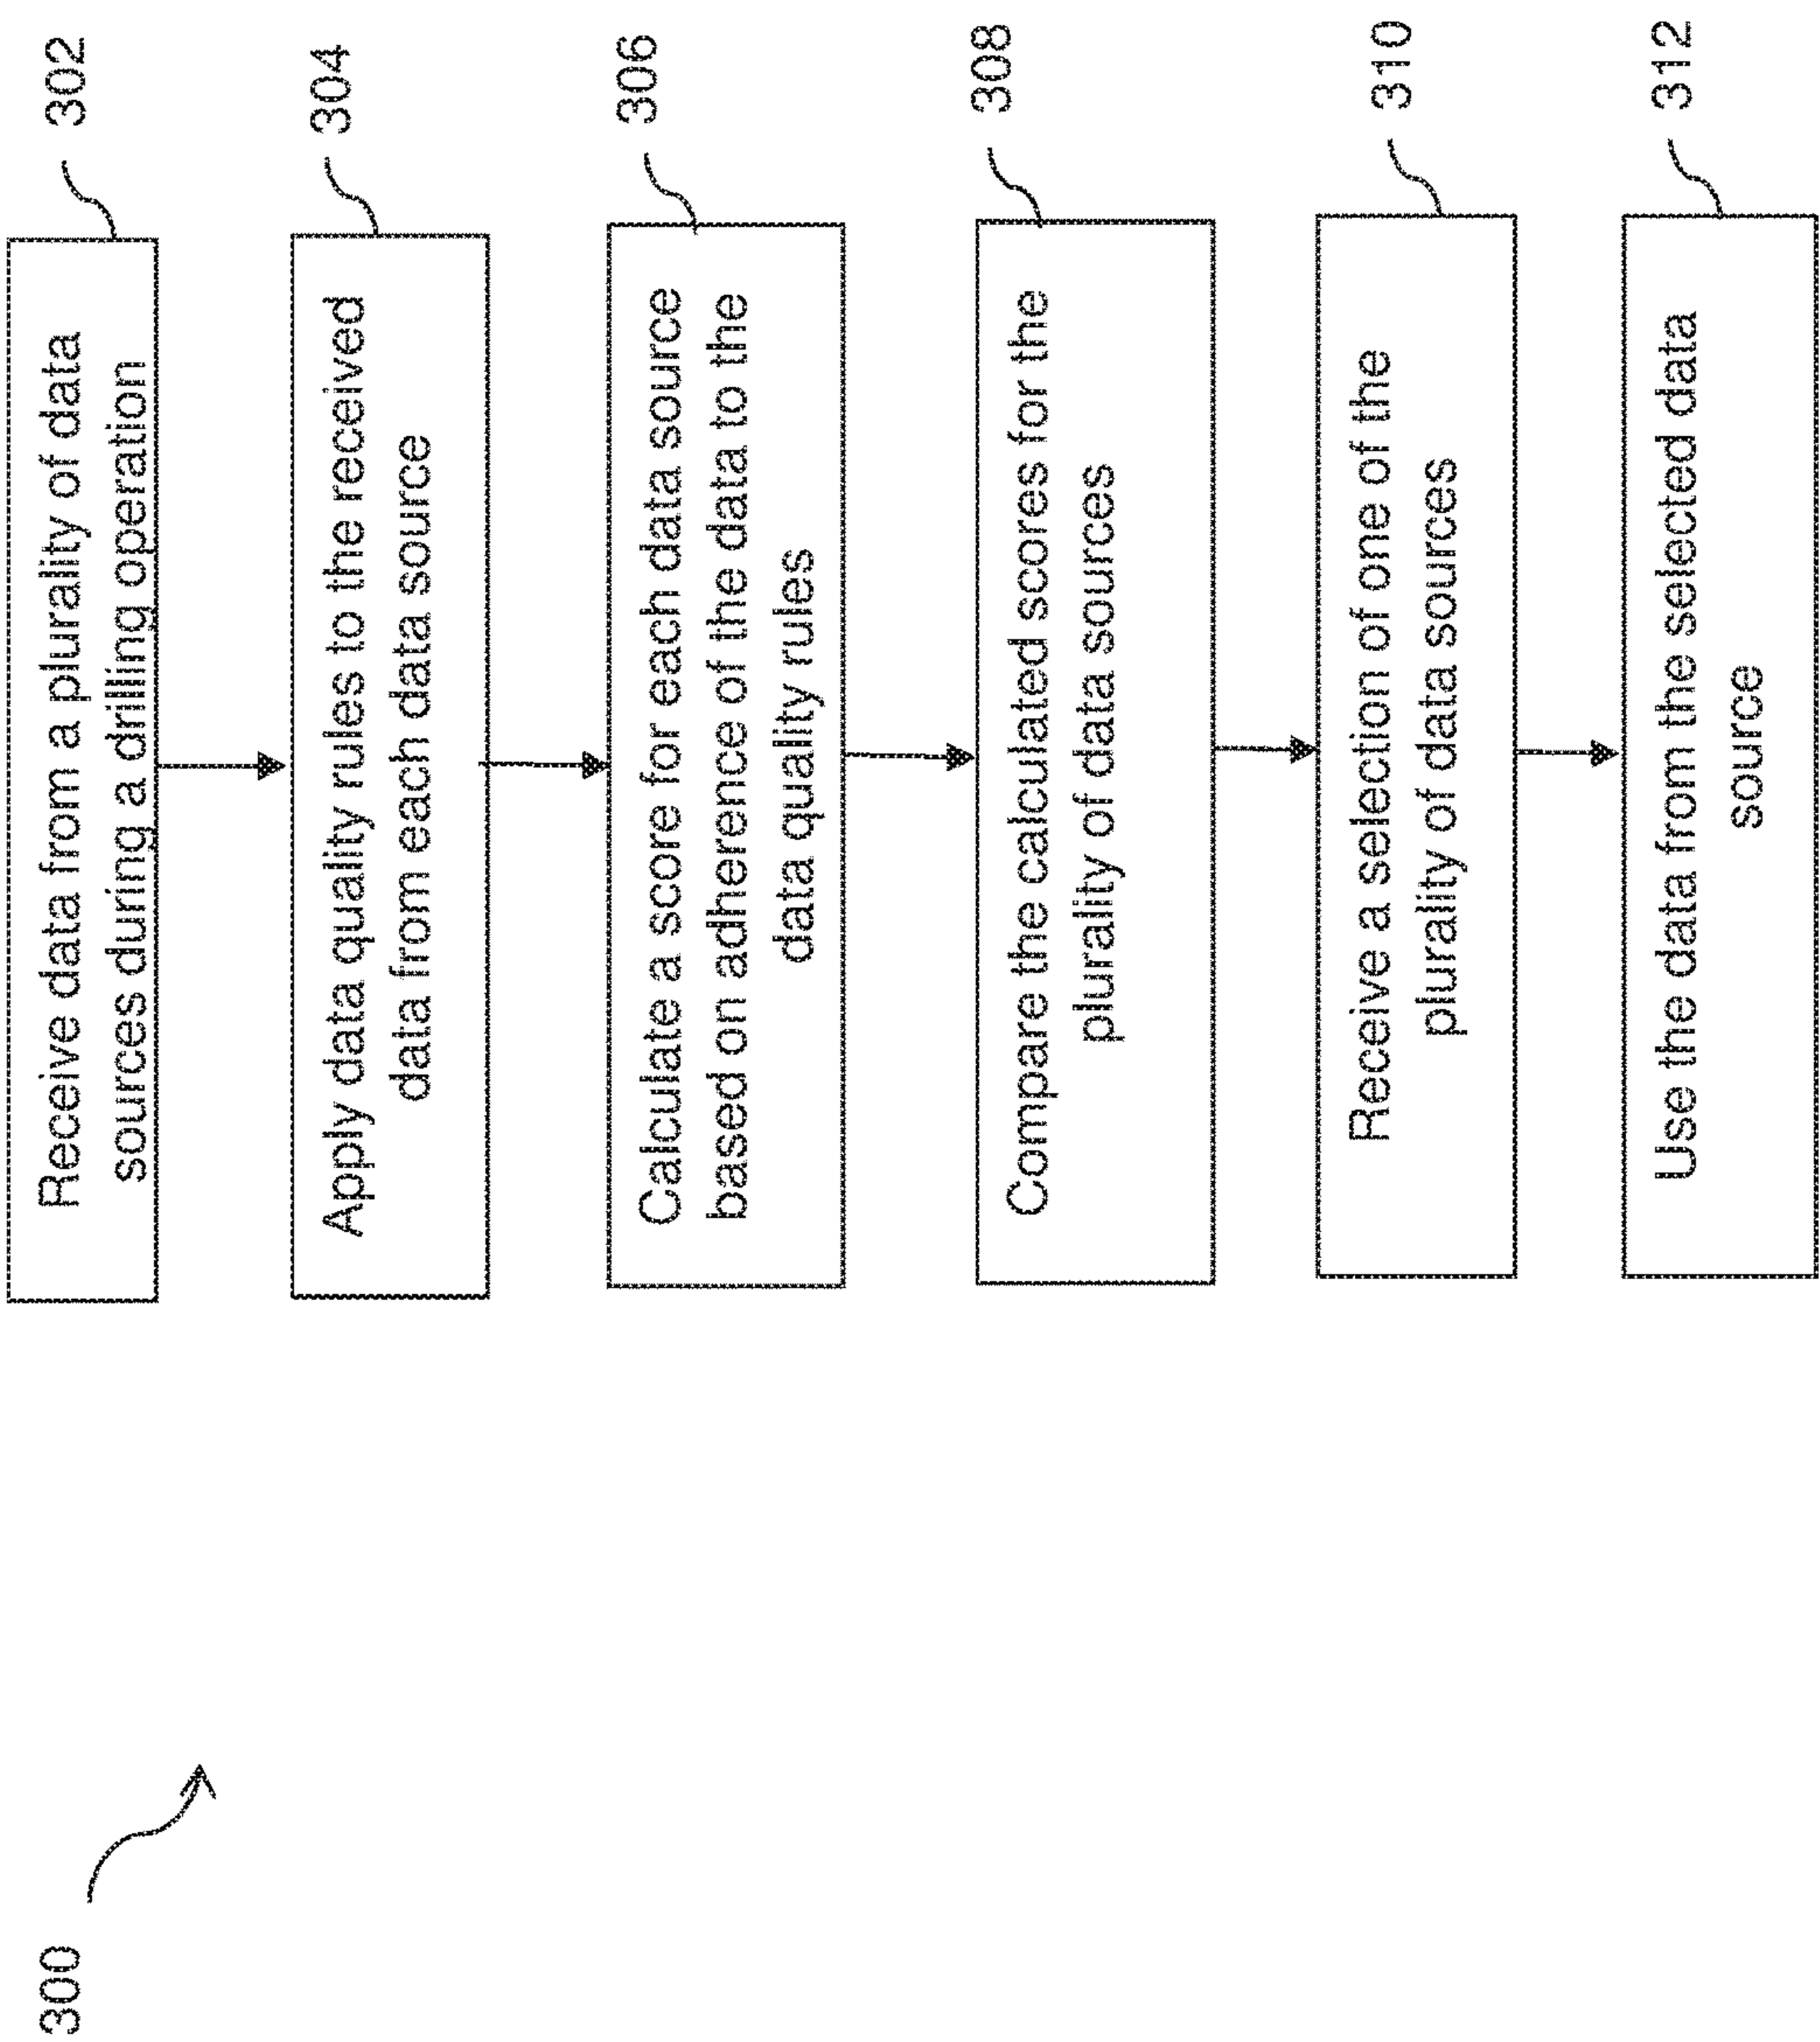 300
Receive data from a plurality of data
sources during a drilling operation
302
Apply data quality rules to the received
data from each data source
304
Calculate a score for each data source
based on adherence of the data to the
data quality rules
306
Compare the calculated scores for the
plurality of data sources
308
Receive a selection of one of the
plurality of data sources
310
Use the data from the selected data
source
312